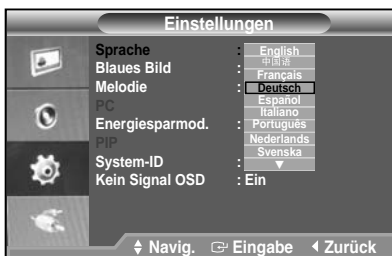 Einstellungen
Sprache : English
中国语
Blaues Bild : Français
Melodie : Deutsch
PC Español
Italiano
Energiesparmod. : Português
PIP Nederlands
Svenska
System-ID : ▼
Kein Signal OSD : Ein
Navig. Eingabe Zurück